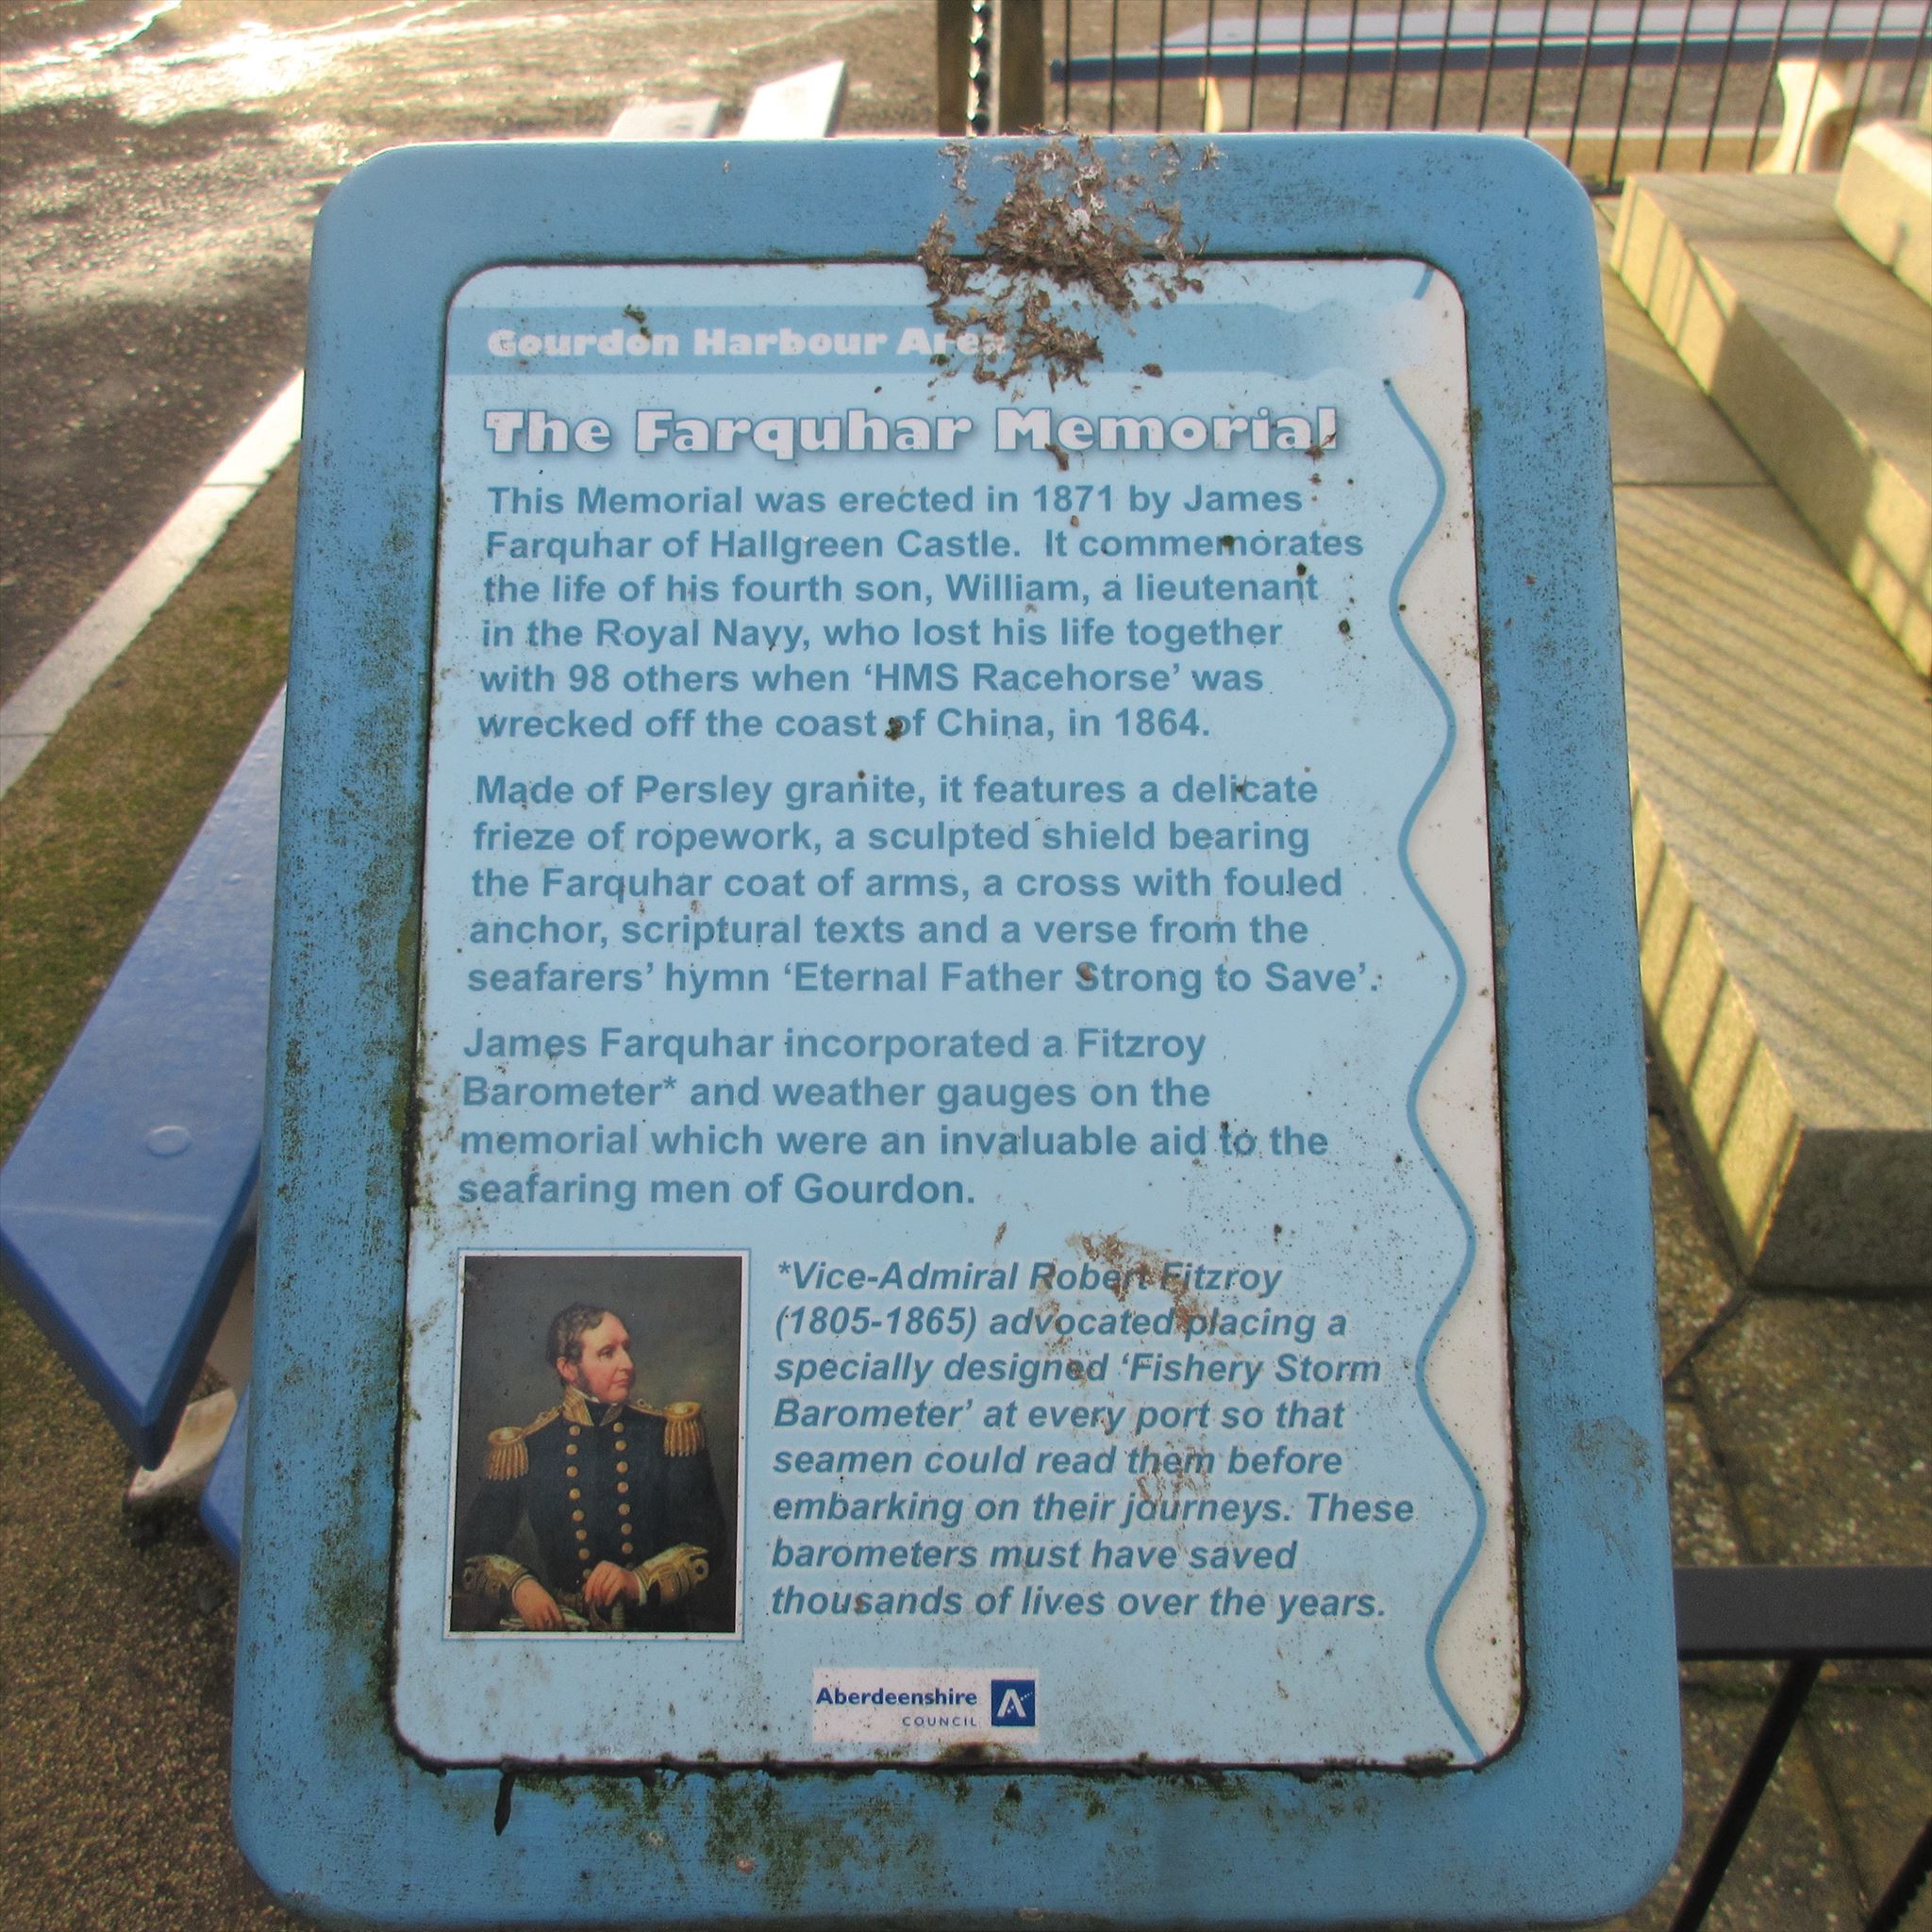 Gourdon Harbour Area
The Farquhar Memorial
This Memorial was erected in 1871 by James
Farquhar of Hallgreen Castle. It commemorates
the life of his fourth son, William, a lieutenant
in the Royal Navy, who lost his life together
with 98 others when ‘HMS Racehorse’ was
wrecked off the coast of China, in 1864.
Made of Persley granite, it features a delicate
frieze of ropework, a sculpted shield bearing
the Farquhar coat of arms, a cross with fouled
anchor, scriptural texts and a verse from the
seafarers’ hymn ‘Eternal Father Strong to Save’.
James Farquhar incorporated a Fitzroy
Barometer* and weather gauges on the
memorial which were an invaluable aid to the
seafaring men of Gourdon.
*Vice-Admiral Robert Fitzroy
(1805-1865) advocated placing a
specially designed ‘Fishery Storm
Barometer’ at every port so that
seamen could read them before
embarking on their journeys. These
barometers must have saved
thousands of lives over the years.
Aberdeenshire
COUNCIL